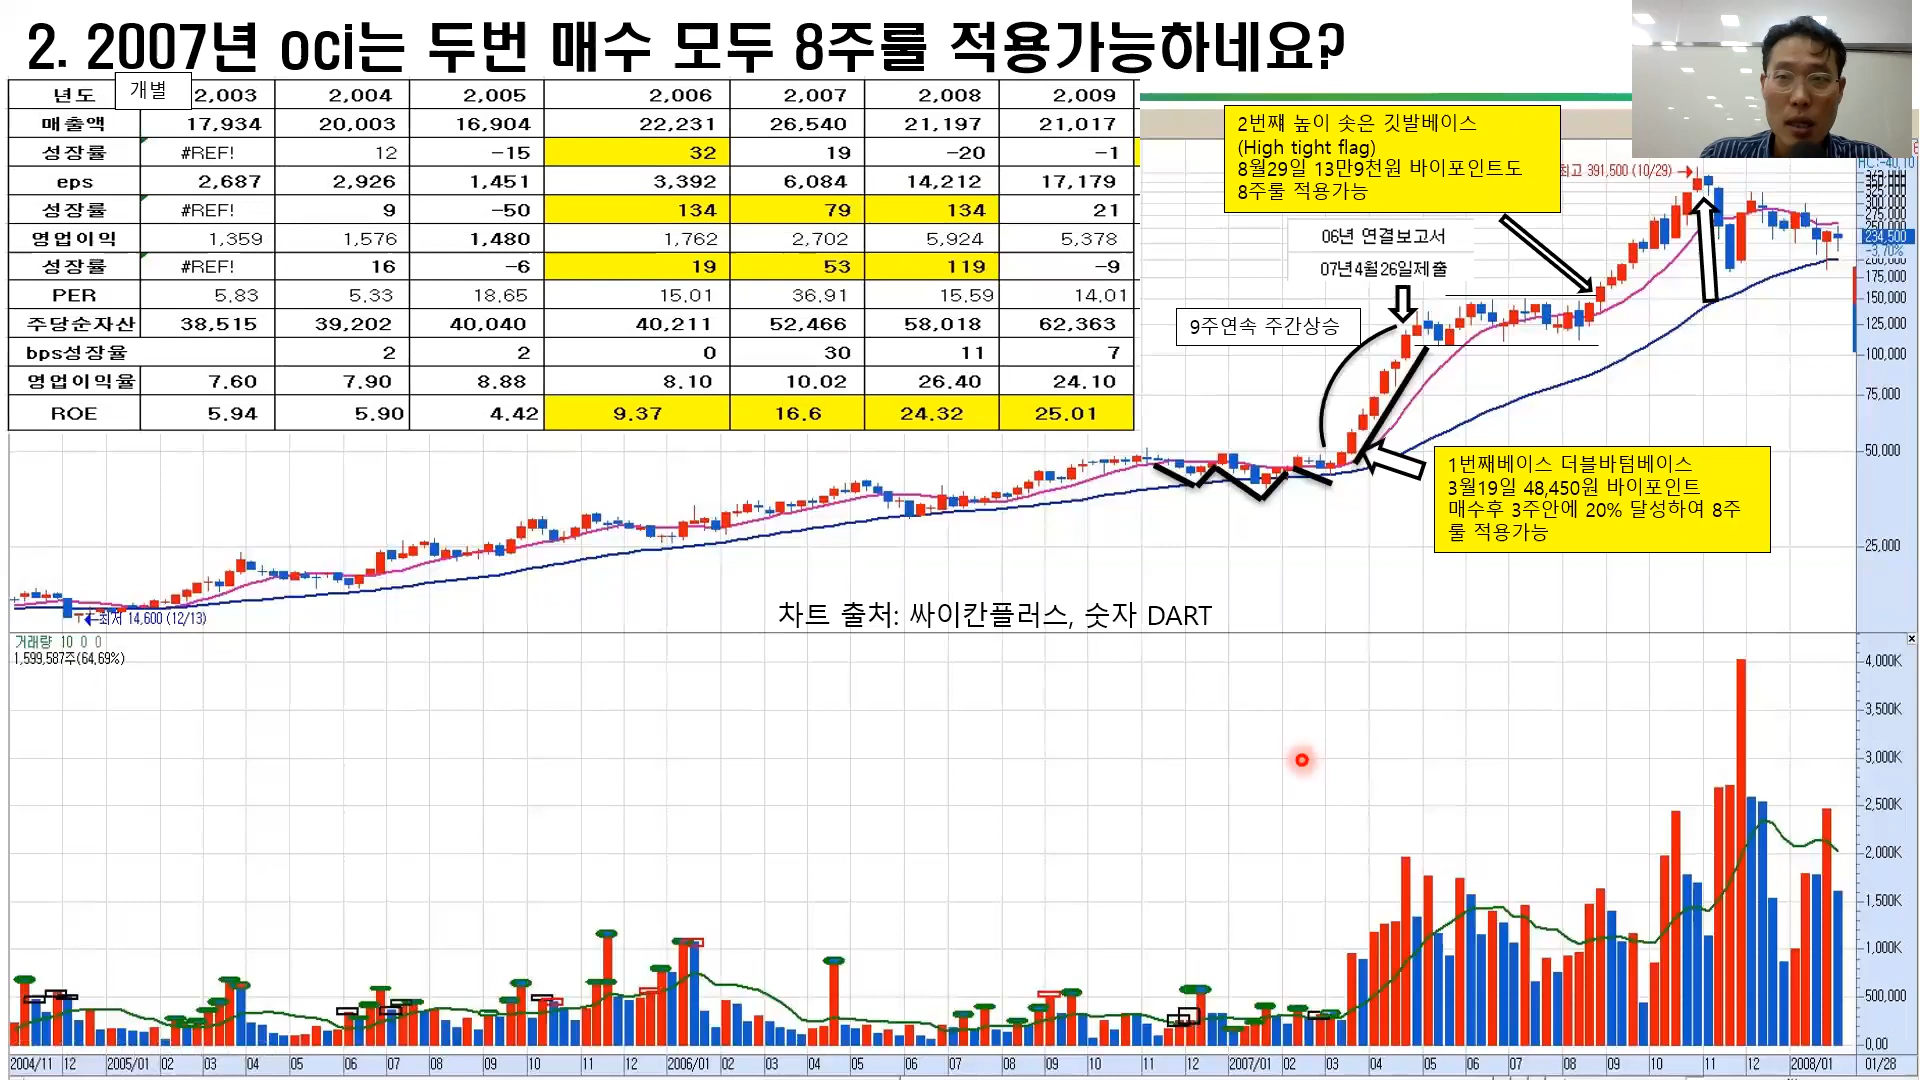 2. 2007년 oci는 두번 매수 모두 8주룰 적용가능하네요?
년도 개별 2,003 2,004 2,005 2,006 2,007 2,008 2,009
매출액 17,934 20,003 16,904 22,231 26,540 21,197 21,017
성장률 #REF! 12 -15 32 19 -20 -1
eps 2,687 2,926 1,451 3,392 6,084 14,212 17,179
성장률 #REF! 9 -50 134 79 134 21
영업이익 1,359 1,576 1,480 1,762 2,702 5,924 5,378
성장률 #REF! 16 -6 19 53 119 -9
PER 5.83 5.33 18.65 15.01 36.91 15.59 14.01
주당순자산 38,515 39,202 40,040 40,211 52,466 58,018 62,363
bps성장율 2 2 0 30 11 7
영업이익율 7.60 7.90 8.88 8.10 10.02 26.40 24.10
ROE 5.94 5.90 4.42 9.37 16.6 24.32 25.01
2번째 높이 솟은 깃발베이스
(High tight flag)
8월29일 13만9천원 바이포인트도
8주룰 적용가능
최고 391,500 (10/29)
06년 연결보고서
07년4월26일제출
9주연속 주간상승
1번째베이스 더블바텀베이스
3월19일 48,450원 바이포인트
매수후 3주안에 20% 달성하여 8주
룰 적용가능
350,000
325,000
300,000
275,000
234,500
-3.70%
200,000
175,000
150,000
125,000
100,000
75,000
50,000
25,000
최저 14,600 (12/13)
차트 출처: 싸이칸플러스, 숫자 DART
거래량 10 0 0
1,599,587주(64,69%)
4,000K
3,500K
3,000K
2,500K
2,000K
1,500K
1,000K
500,000
0.00
2004/11 12 2005/01 02 03 04 05 06 07 08 09 10 11 12 2006/01 02 03 04 05 06 07 08 09 10 11 12 2007/01 02 03 04 05 06 07 08 09 10 11 12 2008/01 01/28